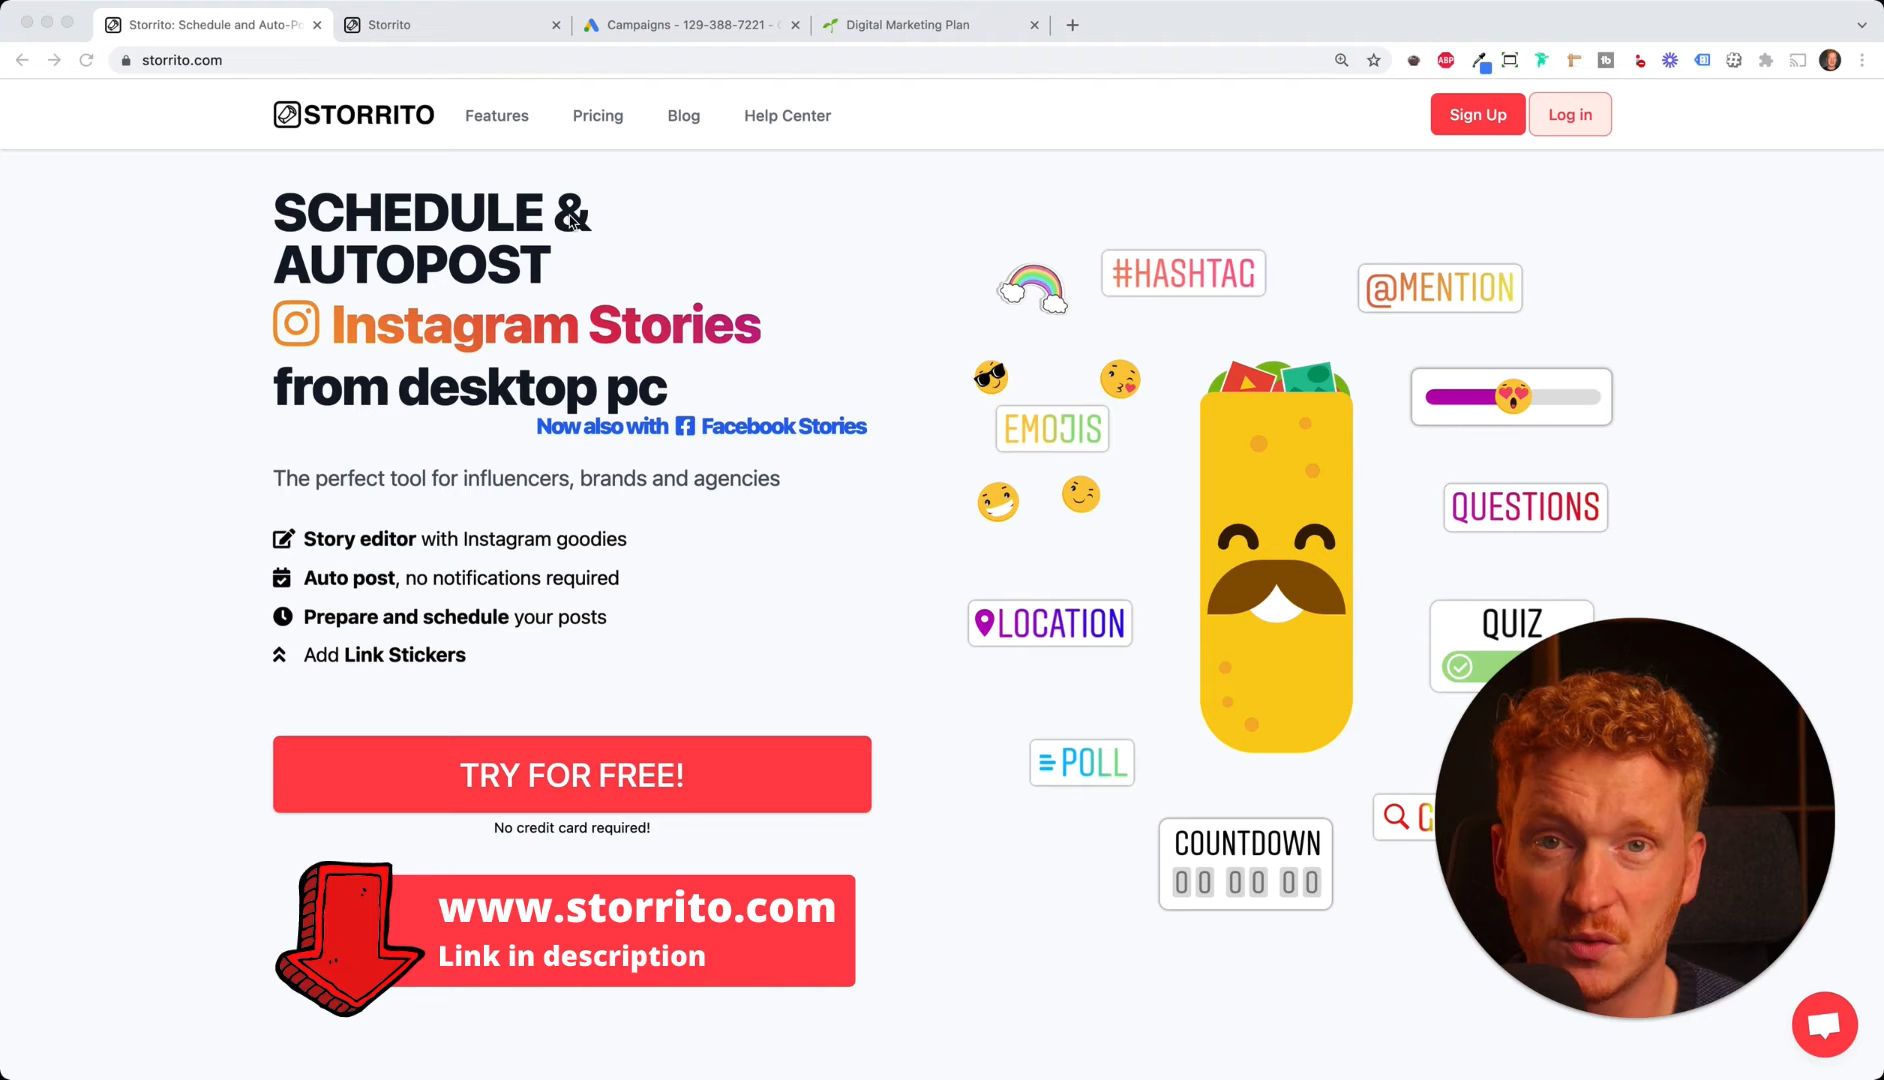 Storrito: Schedule and Auto-Po
Storrito
Campaigns - 129-388-7221 - G
Digital Marketing Plan
storrito.com
ABP
STORRITO
Features
Pricing
Blog
Help Center
Sign Up
Log in
SCHEDULE &
AUTOPOST
Instagram Stories
from desktop pc
Now also with Facebook Stories
The perfect tool for influencers, brands and agencies
Story editor with Instagram goodies
Auto post, no notifications required
Prepare and schedule your posts
Add Link Stickers
TRY FOR FREE!
No credit card required!
www.storrito.com
Link in description
#HASHTAG
@MENTION
EMOJIS
QUESTIONS
LOCATION
QUIZ
POLL
COUNTDOWN
00 00 00